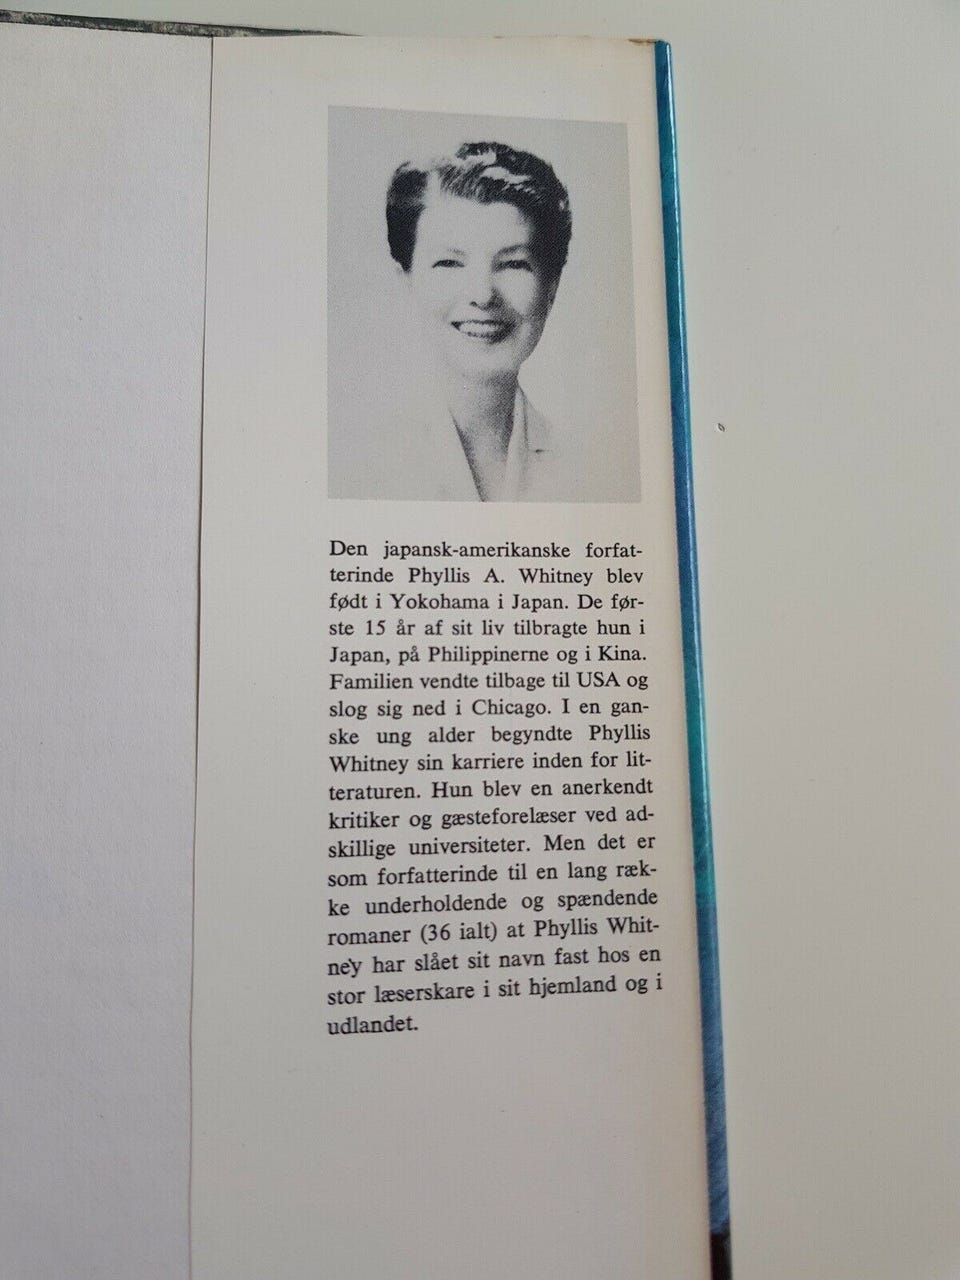 Den japansk-amerikanske forfat-
terinde Phyllis A. Whitney blev
født i Yokohama i Japan. De før-
ste 15 år af sit liv tilbragte hun i
Japan, på Philippinerne og i Kina.
Familien vendte tilbage til USA og
slog sig ned i Chicago. I en gan-
ske ung alder begyndte Phyllis
Whitney sin karriere inden for lit-
teraturen. Hun blev en anerkendt
kritiker og gæsteforelæser ved ad-
skillige universiteter. Men det er
som forfatterinde til en lang ræk-
ke underholdende og spændende
romaner (36 ialt) at Phyllis Whit-
ney har slået sit navn fast hos en
stor læserskare i sit hjemland og i
udlandet.